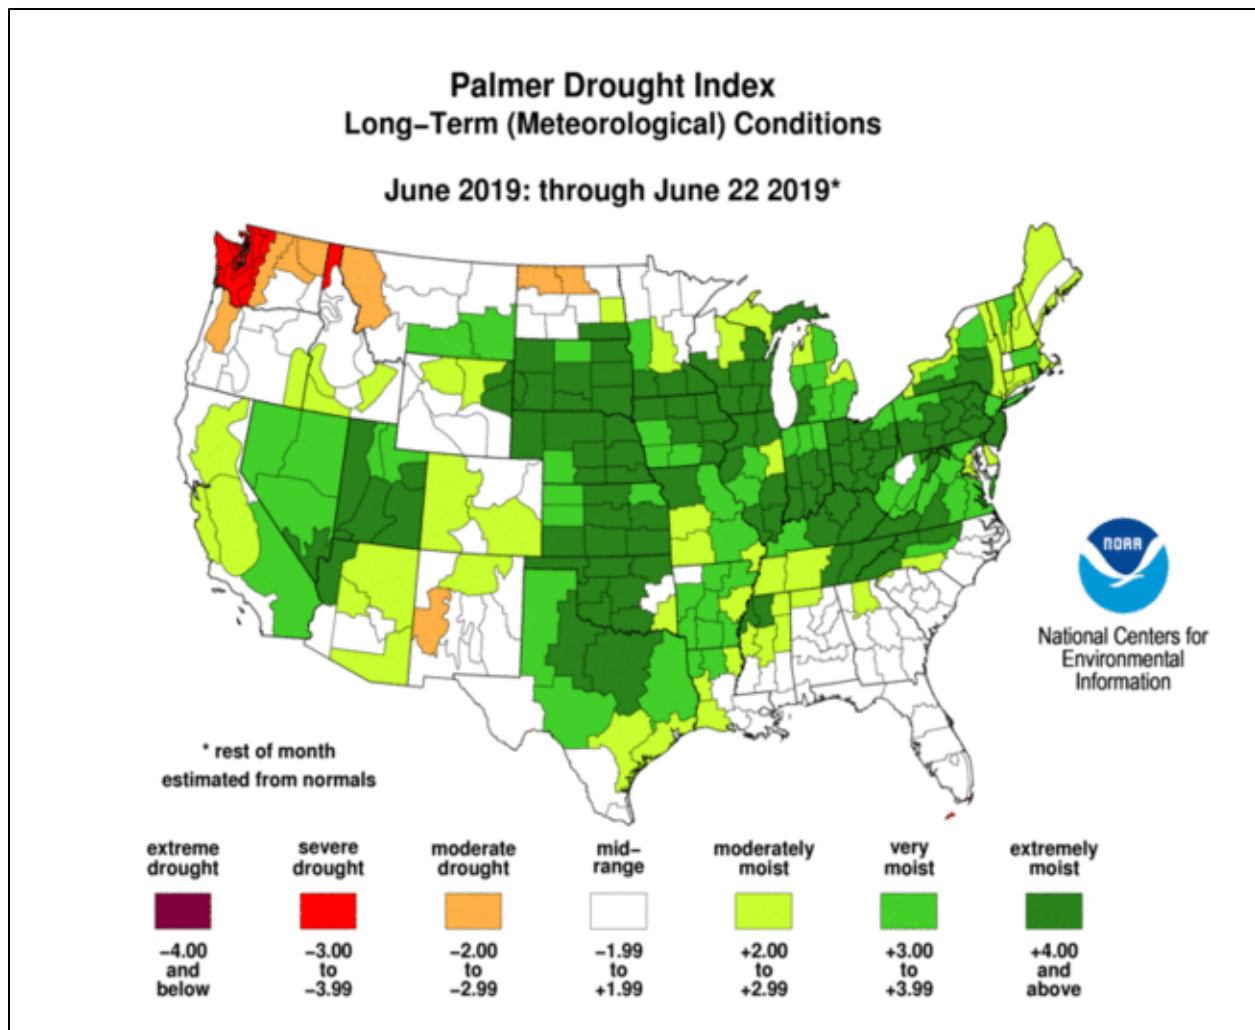 Palmer Drought Index
Long-Term (Meteorological) Conditions
June 2019: through June 22 2019*
NOAA
National Centers for
Environmental
Information
* rest of month
estimated from normals
extreme
drought
-4.00
and
below
severe
drought
-3.00
to
-3.99
moderate
drought
-2.00
to
-2.99
mid-
range
-1.99
to
+1.99
moderately
moist
+2.00
to
+2.99
very
moist
+3.00
to
+3.99
extremely
moist
+4.00
and
above